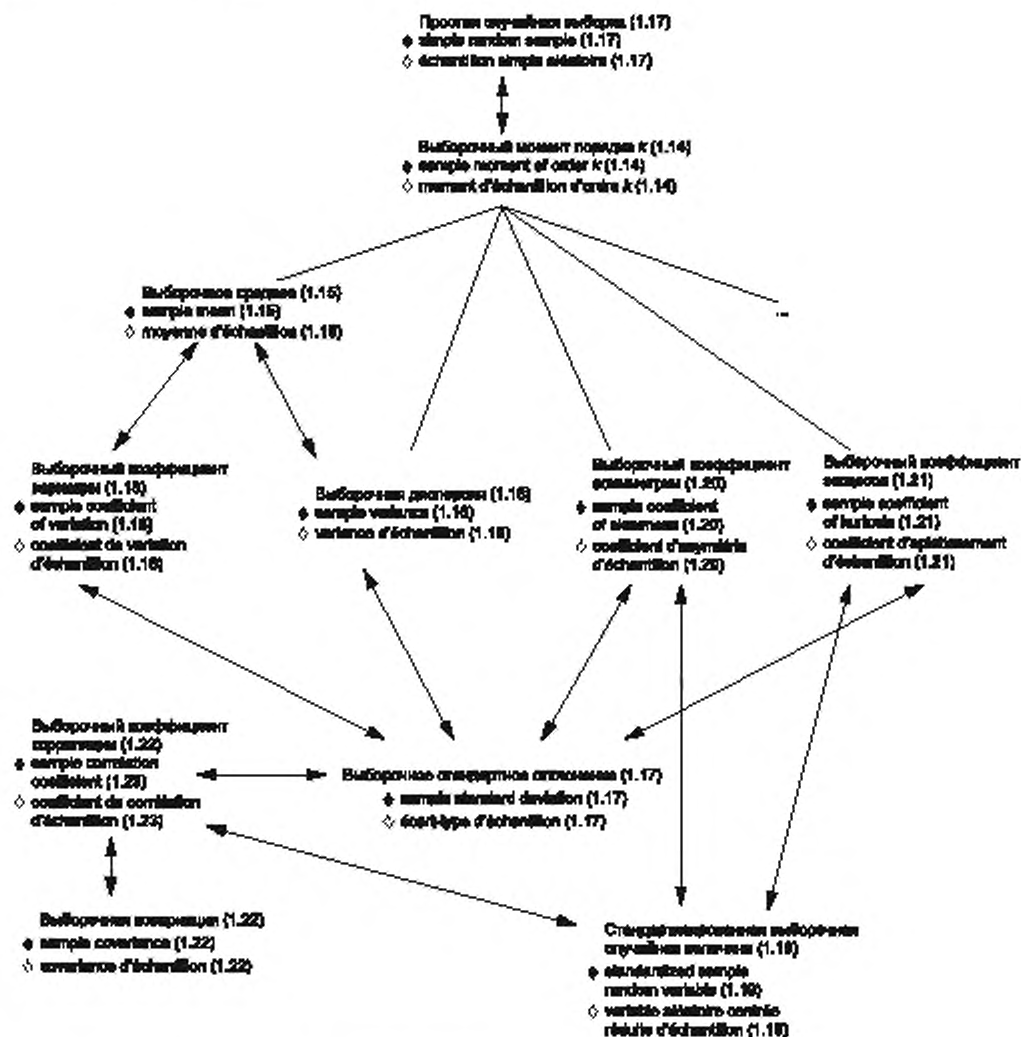 Простая случайная выборка (1.17)
◆ simple random sample (1.17)
◇ échantillon simple aléatoire (1.17)
Выборочный момент порядка k (1.14)
◆ sample moment of order k (1.14)
◇ moment d'échantillon d'ordre k (1.14)
Выборочное среднее (1.15)
◆ sample mean (1.15)
◇ moyenne d'échantillon (1.15)
...
Выборочный коэффициент
вариации (1.18)
◆ sample coefficient
of variation (1.18)
◇ coefficient de variation
d'échantillon (1.18)
Выборочная дисперсия (1.16)
◆ sample variance (1.16)
◇ variance d'échantillon (1.16)
Выборочный коэффициент
асимметрии (1.20)
◆ sample coefficient
of skewness (1.20)
◇ coefficient d'asymétrie
d'échantillon (1.20)
Выборочный коэффициент
эксцесса (1.21)
◆ sample coefficient
of kurtosis (1.21)
◇ coefficient d'aplatissement
d'échantillon (1.21)
Выборочный коэффициент
корреляции (1.22)
◆ sample correlation
coefficient (1.23)
◇ coefficient de corrélation
d'échantillon (1.23)
Выборочное стандартное отклонение (1.17)
◆ sample standard deviation (1.17)
◇ écart-type d'échantillon (1.17)
Выборочная ковариация (1.22)
◆ sample covariance (1.22)
◇ covariance d'échantillon (1.22)
Стандартизированная выборочная
случайная величина (1.19)
◆ standardized sample
random variable (1.19)
◇ variable aléatoire centrée
réduite d'échantillon (1.19)